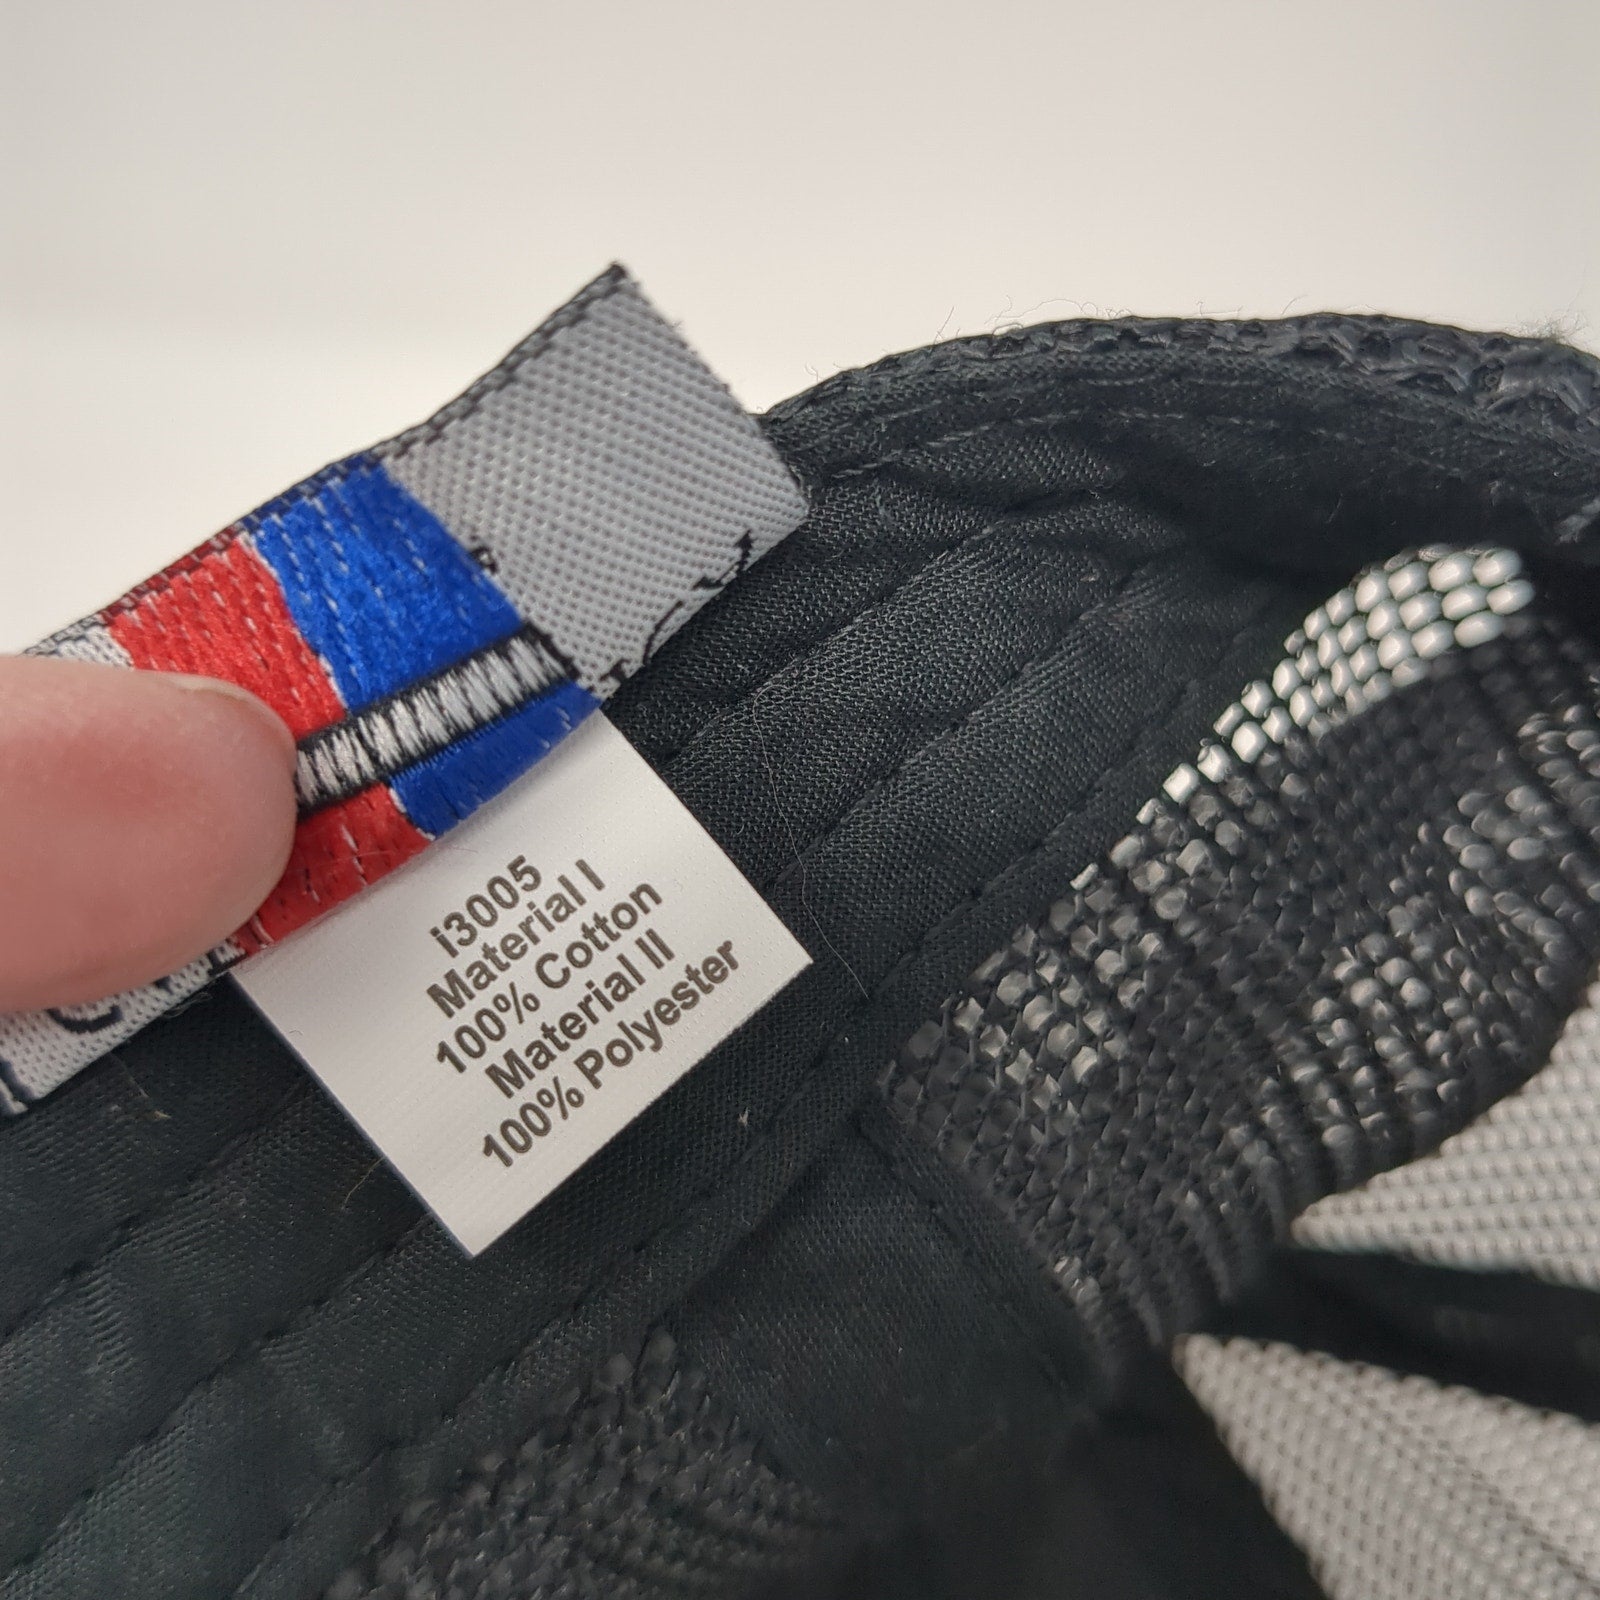 i3005
Material I
100% Cotton
Material II
100% Polyester